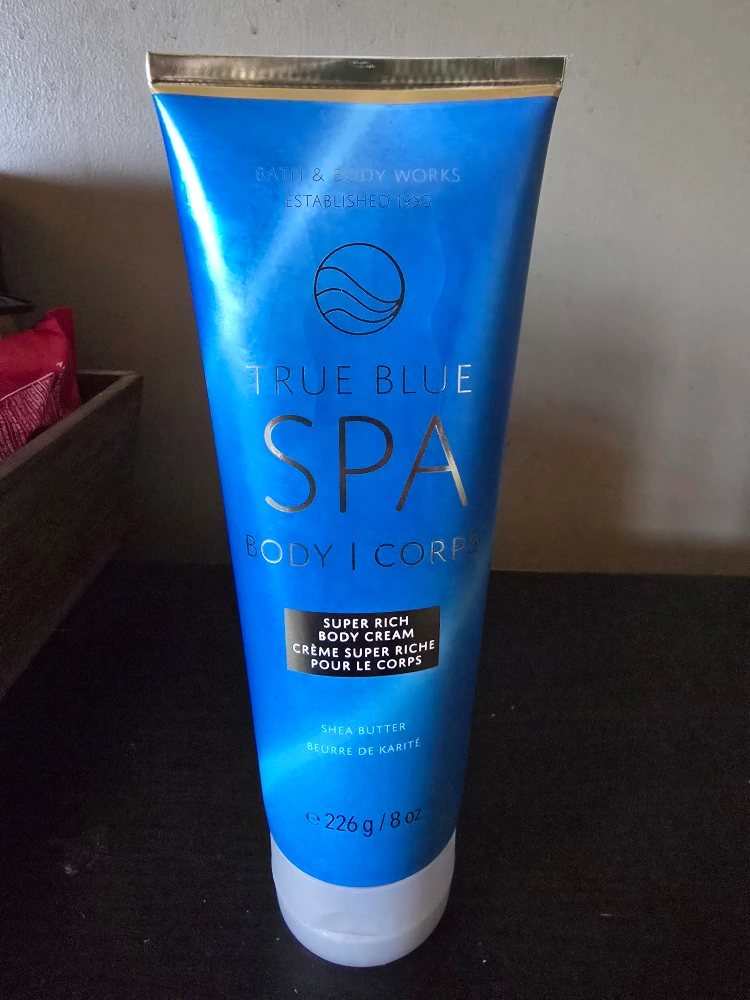 BATH & BODY WORKS
ESTABLISHED 1990
TRUE BLUE
SPA
BODY | CORPS
SUPER RICH
BODY CREAM
CRÈME SUPER RICHE
POUR LE CORPS
SHEA BUTTER
BEURRE DE KARITÉ
℮ 226 g / 8 oz